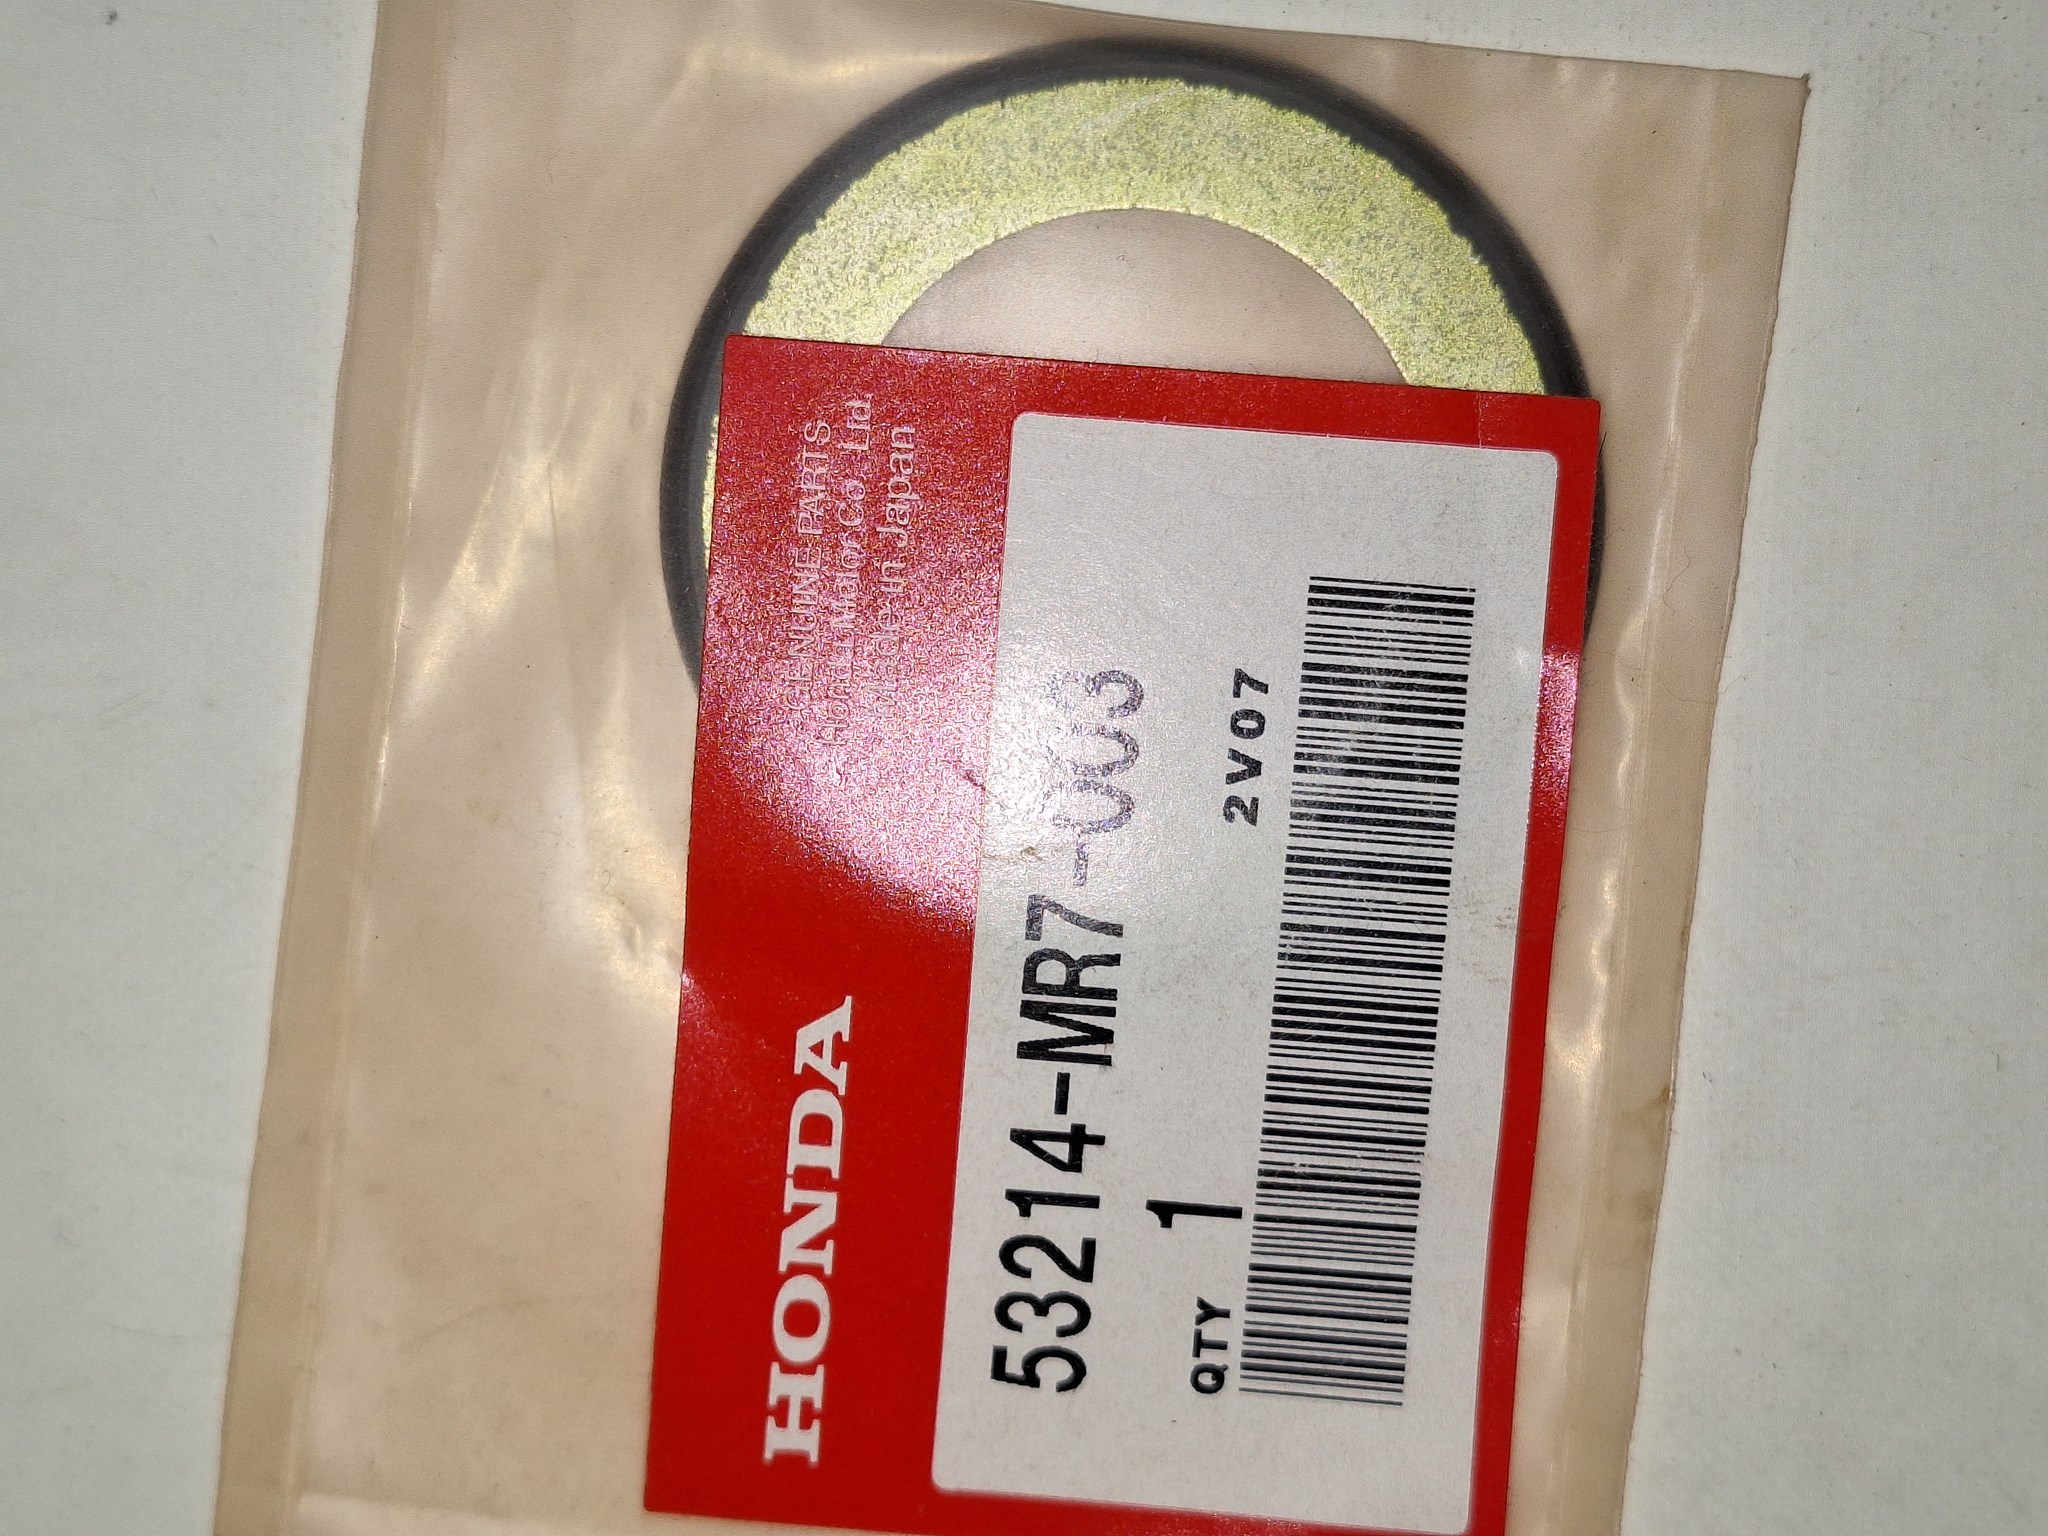 HONDA
GENUINE PARTS
Honda Motor Co., Ltd.
Made in Japan
53214-MR7-003
QTY 1
2V07